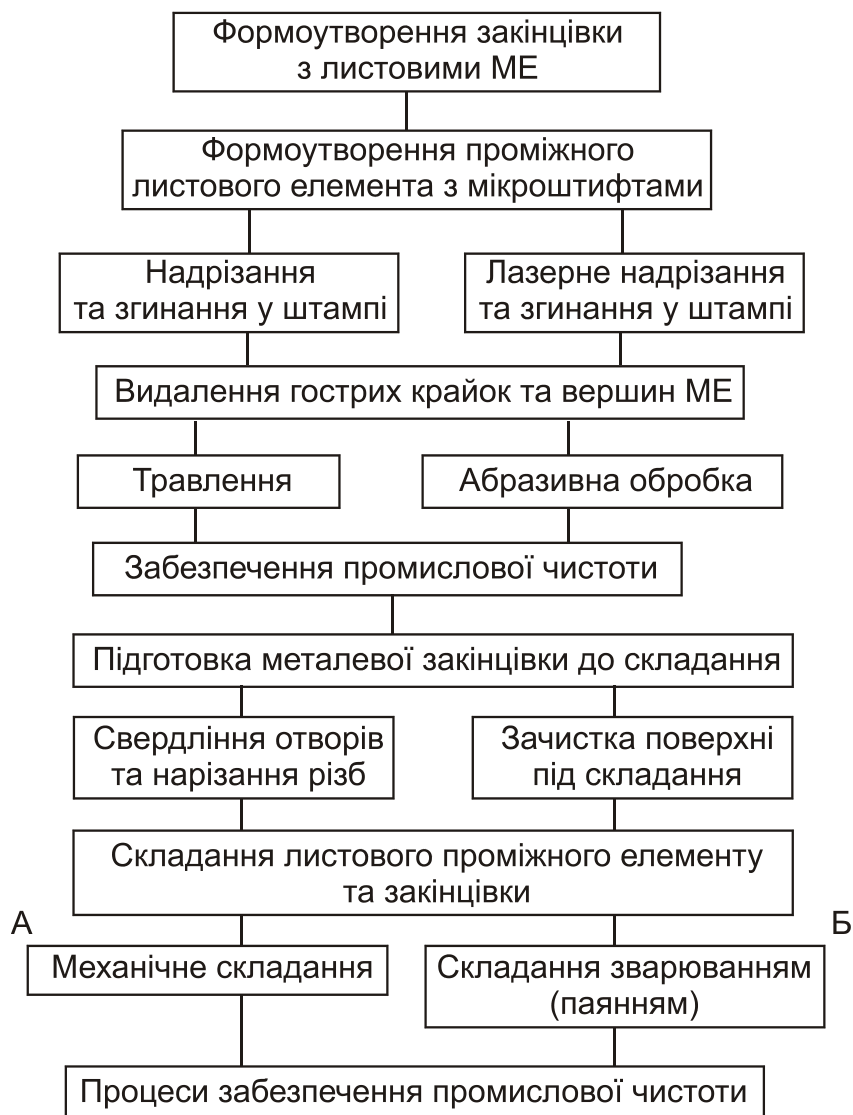 Формоутворення закінцівки
з листовими МЕ
Формоутворення проміжного
листового елемента з мікроштифтами
Надрізання
та згинання у штампі
Лазерне надрізання
та згинання у штампі
Видалення гострих крайок та вершин МЕ
Травлення
Абразивна обробка
Забезпечення промислової чистоти
Підготовка металевої закінцівки до складання
Свердління отворів
та нарізання різб
Зачистка поверхні
під складання
Складання листового проміжного елементу
та закінцівки
А
Б
Механічне складання
Складання зварюванням
(паянням)
Процеси забезпечення промислової чистоти